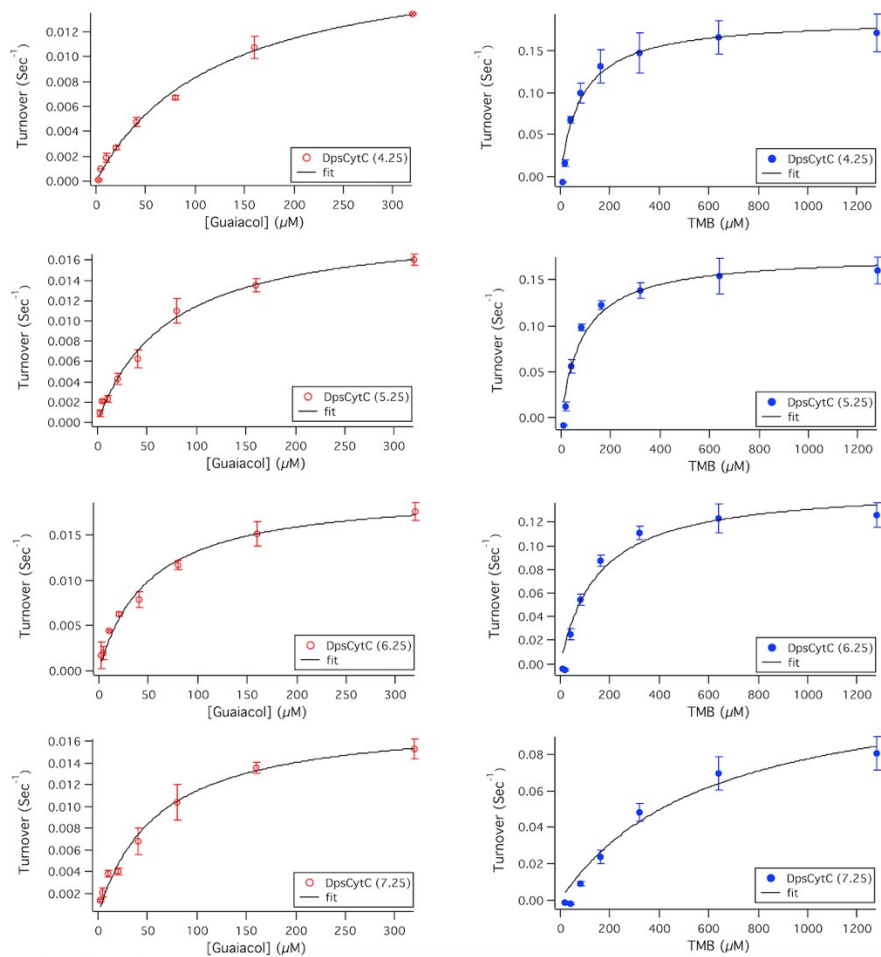 0.012
0.010
0.008
0.006
0.004
0.002
0.000
Turnover (Sec⁻¹)
0 50 100 150 200 250 300
[Guaiacol] (µM)
DpsCytC (4.25)
fit
0.15
0.10
0.05
0.00
Turnover (Sec⁻¹)
0 200 400 600 800 1000 1200
TMB (µM)
DpsCytC (4.25)
fit
0.016
0.014
0.012
0.010
0.008
0.006
0.004
0.002
0.000
Turnover (Sec⁻¹)
0 50 100 150 200 250 300
[Guaiacol] (µM)
DpsCytC (5.25)
fit
0.15
0.10
0.05
0.00
Turnover (Sec⁻¹)
0 200 400 600 800 1000 1200
TMB (µM)
DpsCytC (5.25)
fit
0.015
0.010
0.005
0.000
Turnover (Sec⁻¹)
0 50 100 150 200 250 300
[Guaiacol] (µM)
DpsCytC (6.25)
fit
0.12
0.10
0.08
0.06
0.04
0.02
0.00
Turnover (Sec⁻¹)
0 200 400 600 800 1000 1200
TMB (µM)
DpsCytC (6.25)
fit
0.016
0.014
0.012
0.010
0.008
0.006
0.004
0.002
Turnover (Sec⁻¹)
0 50 100 150 200 250 300
[Guaiacol] (µM)
DpsCytC (7.25)
fit
0.08
0.06
0.04
0.02
0.00
Turnover (Sec⁻¹)
0 200 400 600 800 1000 1200
TMB (µM)
DpsCytC (7.25)
fit